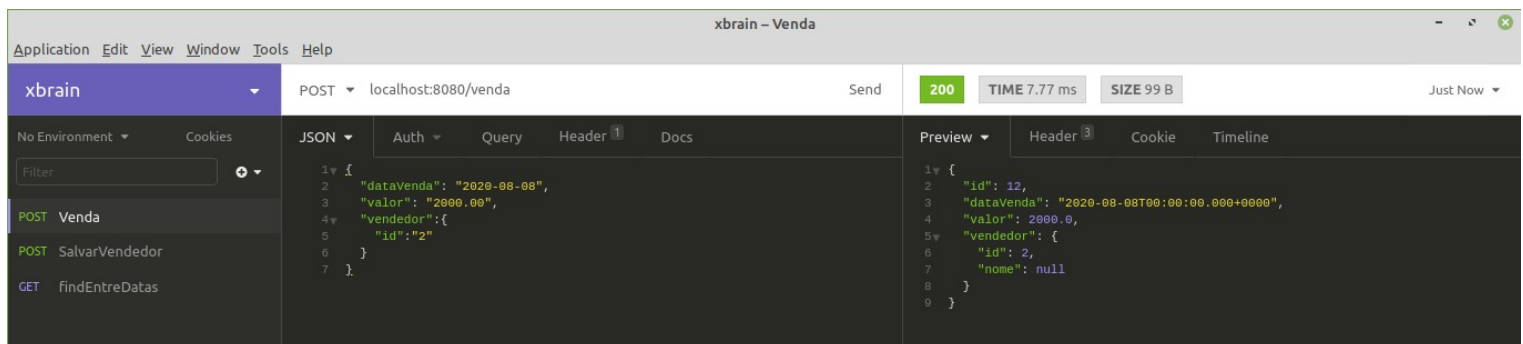 xbrain – Venda
Application Edit View Window Tools Help
xbrain
POST localhost:8080/venda Send
200 TIME 7.77 ms SIZE 99 B Just Now
No Environment Cookies
Filter
POST Venda
POST SalvarVendedor
GET findEntreDatas
JSON Auth Query Header 1 Docs
1 {
2 "dataVenda": "2020-08-08",
3 "valor": "2000.00",
4 "vendedor":{
5 "id":"2"
6 }
7 }
Preview Header 3 Cookie Timeline
1 {
2 "id": 12,
3 "dataVenda": "2020-08-08T00:00:00.000+0000",
4 "valor": 2000.0,
5 "vendedor": {
6 "id": 2,
7 "nome": null
8 }
9 }